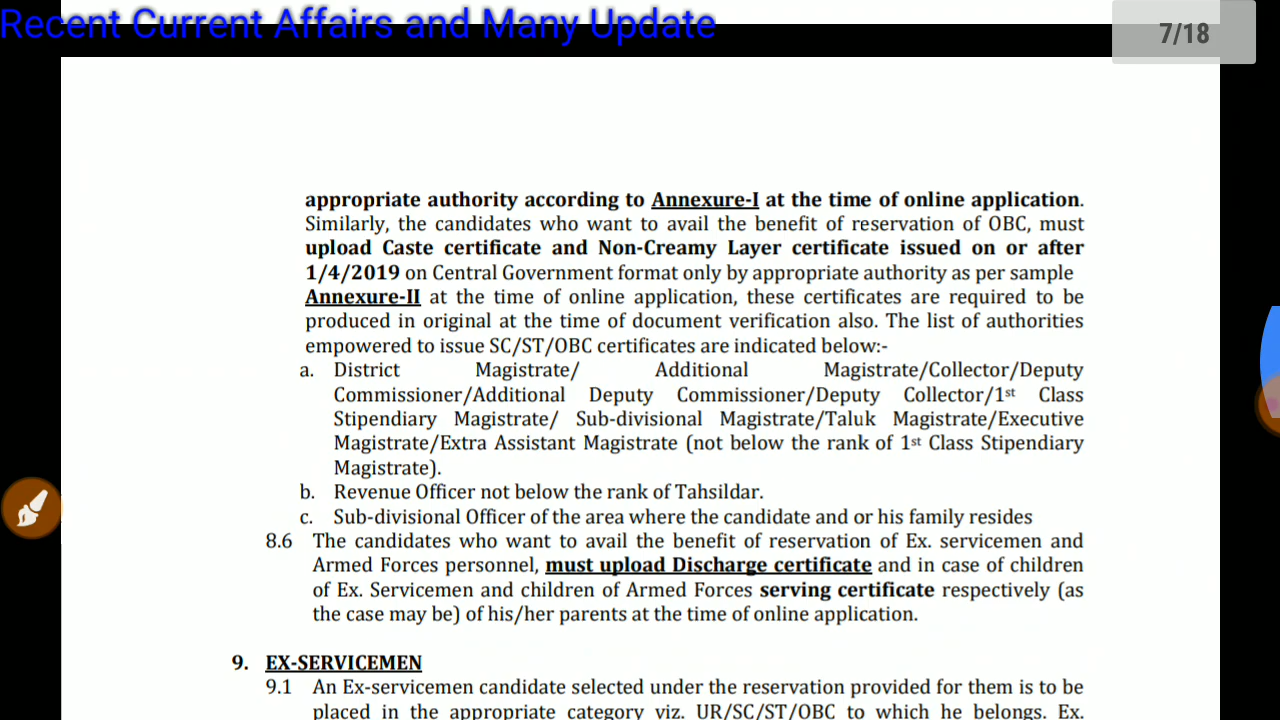 Recent Current Affairs and Many Update
7/18
appropriate authority according to Annexure-I at the time of online application.
Similarly, the candidates who want to avail the benefit of reservation of OBC, must
upload Caste certificate and Non-Creamy Layer certificate issued on or after
1/4/2019 on Central Government format only by appropriate authority as per sample
Annexure-II at the time of online application, these certificates are required to be
produced in original at the time of document verification also. The list of authorities
empowered to issue SC/ST/OBC certificates are indicated below:-
a. District Magistrate/ Additional Magistrate/Collector/Deputy
Commissioner/Additional Deputy Commissioner/Deputy Collector/1st Class
Stipendiary Magistrate/ Sub-divisional Magistrate/Taluk Magistrate/Executive
Magistrate/Extra Assistant Magistrate (not below the rank of 1st Class Stipendiary
Magistrate).
b. Revenue Officer not below the rank of Tahsildar.
c. Sub-divisional Officer of the area where the candidate and or his family resides
8.6 The candidates who want to avail the benefit of reservation of Ex. servicemen and
Armed Forces personnel, must upload Discharge certificate and in case of children
of Ex. Servicemen and children of Armed Forces serving certificate respectively (as
the case may be) of his/her parents at the time of online application.
9. EX-SERVICEMEN
9.1 An Ex-servicemen candidate selected under the reservation provided for them is to be
placed in the appropriate category viz. UR/SC/ST/OBC to which he belongs. Ex.